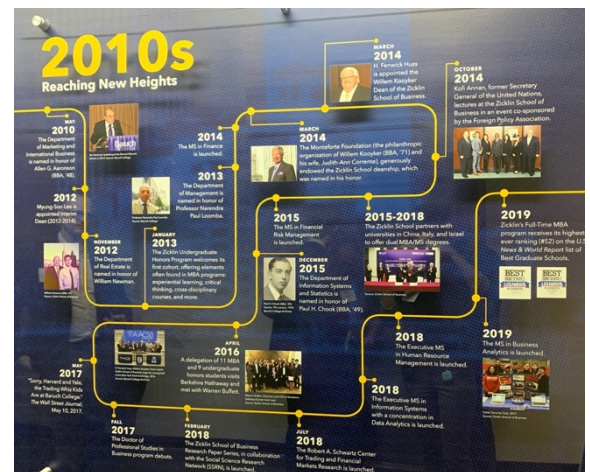 2010s
Reaching New Heights
MAY
2010
The Department
of Marketing and
International Business
is named in honor of
Allen G. Aaronson
(BBA, '48).
2012
Myung-Soo Lee is
appointed Interim
Dean (2012-2014).
NOVEMBER
2012
The Department
of Real Estate is
named in honor of
William Newman.
JANUARY
2013
The Zicklin Undergraduate
Honors Program welcomes its
first cohort, offering elements
often found in MBA programs:
experiential learning, critical
thinking, cross-disciplinary
courses, and more.
2013
The Department
of Management is
named in honor of
Professor Narendra
Paul Loomba.
2014
The MS in Finance
is launched.
MARCH
2014
The Monteforte Foundation (the philanthropic
organization of Willem Kooyker (BBA, '71) and
his wife, Judith-Ann Corrente), generously
endowed the Zicklin School deanship, which
was named in his honor.
MARCH
2014
H. Fenwick Huss
is appointed the
Willem Kooyker
Dean of the Zicklin
School of Business.
OCTOBER
2014
Kofi Annan, former Secretary
General of the United Nations,
lectures at the Zicklin School of
Business in an event co-sponsored
by the Foreign Policy Association.
2015
The MS in Financial
Risk Management
is launched.
DECEMBER
2015
The Department of
Information Systems
and Statistics is
named in honor of
Paul H. Chook (BBA, '49).
2015-2018
The Zicklin School partners with
universities in China, Italy, and Israel
to offer dual MBA/MS degrees.
APRIL
2016
A delegation of 11 MBA
and 9 undergraduate
honors students visits
Berkshire Hathaway and
met with Warren Buffett.
MAY
2017
"Sorry, Harvard and Yale,
the Trading Whiz Kids
Are at Baruch College."
The Wall Street Journal,
May 10, 2017.
FALL
2017
The Doctor of
Professional Studies in
Business program debuts.
FEBRUARY
2018
The Zicklin School of Business
Research Paper Series, in collaboration
with the Social Science Research
Network (SSRN), is launched.
JULY
2018
The Robert A. Schwartz Center
for Trading and Financial
Markets Research is launched.
2018
The Executive MS in
Information Systems
with a concentration in
Data Analytics is launched.
2018
The Executive MS
in Human Resource
Management is launched.
2019
The MS in Business
Analytics is launched.
2019
Zicklin's Full-Time MBA
program receives its highest-
ever ranking (#52) on the U.S.
News & World Report list of
Best Graduate Schools.
Baruch
BEST
BEST